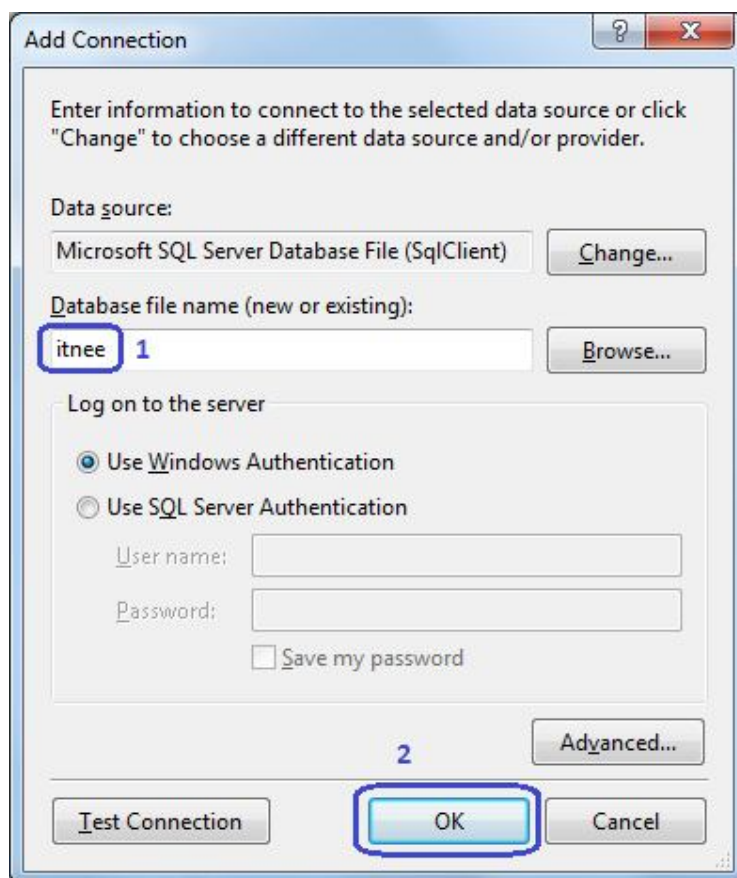 Add Connection
Enter information to connect to the selected data source or click
"Change" to choose a different data source and/or provider.
Data source:
Microsoft SQL Server Database File (SqlClient)
Change...
Database file name (new or existing):
itnee
1
Browse...
Log on to the server
Use Windows Authentication
Use SQL Server Authentication
User name:
Password:
Save my password
Advanced...
2
Test Connection
OK
Cancel